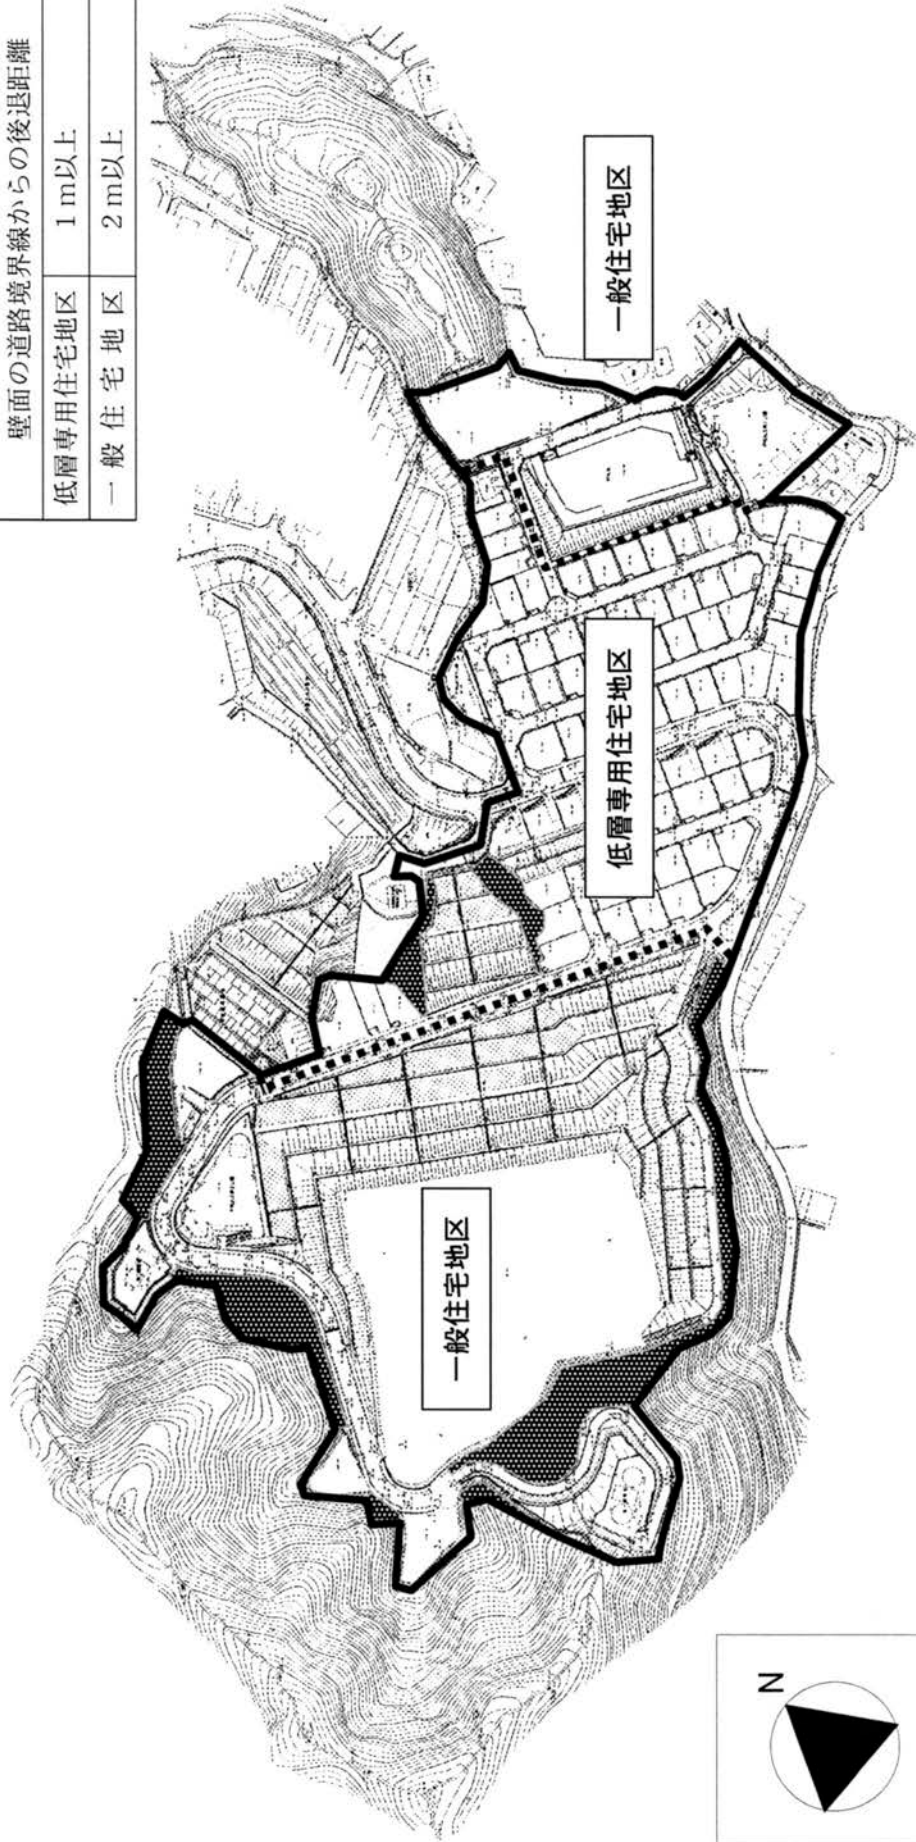 壁面の道路境界線からの後退距離
低層専用住宅地区 1m以上
一般住宅地区 2m以上
一般住宅地区
低層専用住宅地区
一般住宅地区
N